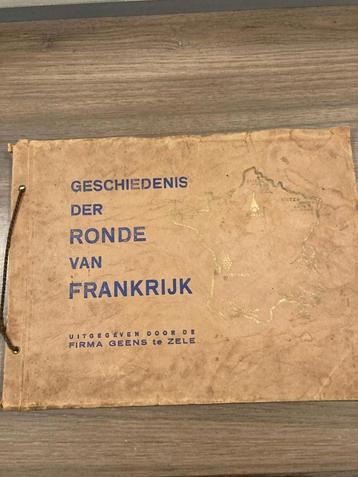 GESCHIEDENIS
DER
RONDE
VAN
FRANKRIJK
UITGEGEVEN DOOR DE
FIRMA GEENS te ZELE